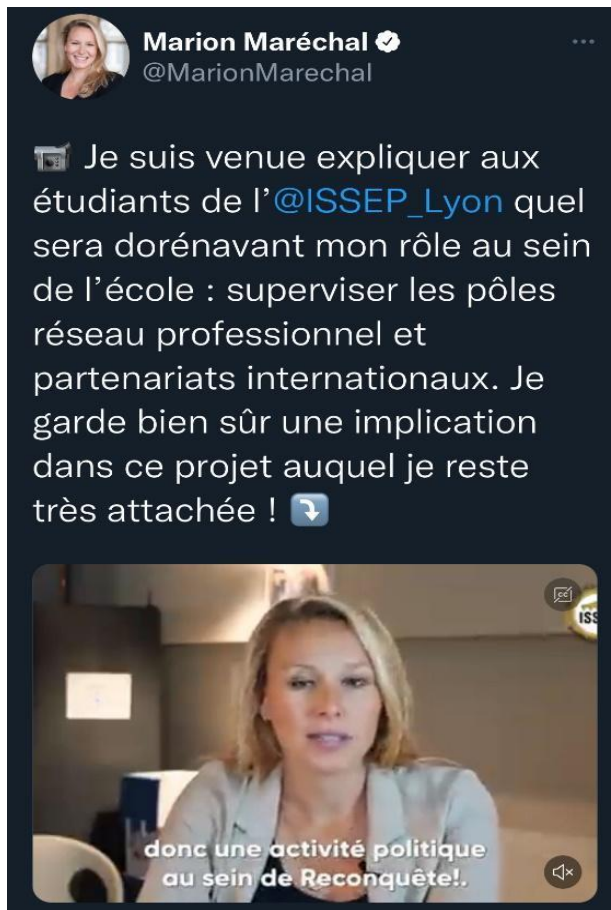 Marion Maréchal
@MarionMarechal
Je suis venue expliquer aux
étudiants de l’@ISSEP_Lyon quel
sera dorénavant mon rôle au sein
de l’école : superviser les pôles
réseau professionnel et
partenariats internationaux. Je
garde bien sûr une implication
dans ce projet auquel je reste
très attachée !
cc
ISS
donc une activité politique
au sein de Reconquête!.